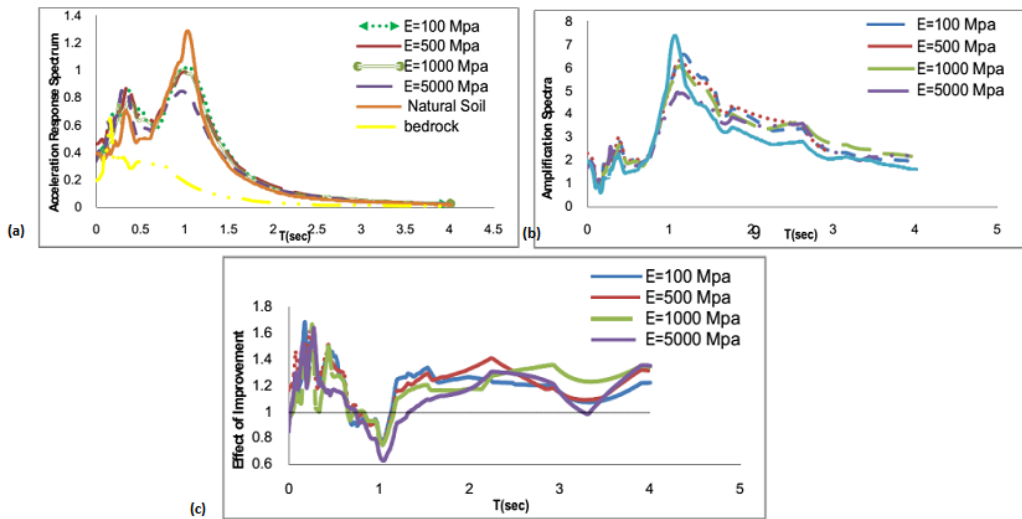 Acceleration Response Spectrum
1.4
1.2
1
0.8
0.6
0.4
0.2
0
0
0.5
1
1.5
2
2.5
3
3.5
4
4.5
T(sec)
E=100 Mpa
E=500 Mpa
E=1000 Mpa
E=5000 Mpa
Natural Soil
bedrock
(a)
Amplification Spectra
8
7
6
5
4
3
2
1
0
0
1
2
3
4
5
9
T(sec)
E=100 Mpa
E=500 Mpa
E=1000 Mpa
E=5000 Mpa
(b)
Effect of Improvement
1.8
1.6
1.4
1.2
1
0.8
0.6
0
1
2
3
4
5
T(sec)
E=100 Mpa
E=500 Mpa
E=1000 Mpa
E=5000 Mpa
(c)